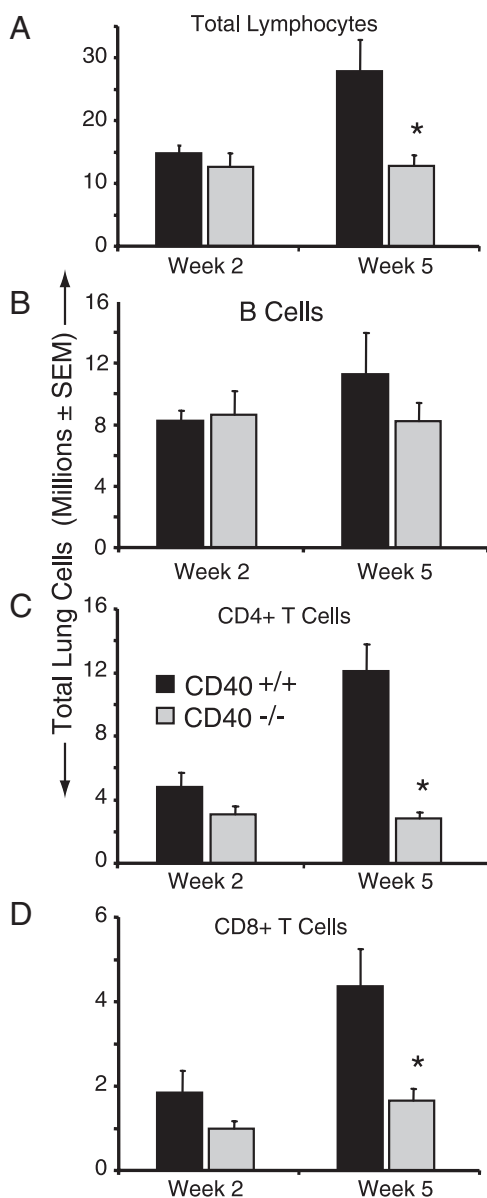 A
Total Lymphocytes
30
20
10
0
*
Week 2
Week 5
Total Lung Cells (Millions ± SEM)
B
B Cells
16
12
8
4
0
Week 2
Week 5
C
CD4+ T Cells
16
12
8
4
0
CD40 +/+
CD40 -/-
*
Week 2
Week 5
D
CD8+ T Cells
6
4
2
0
*
Week 2
Week 5